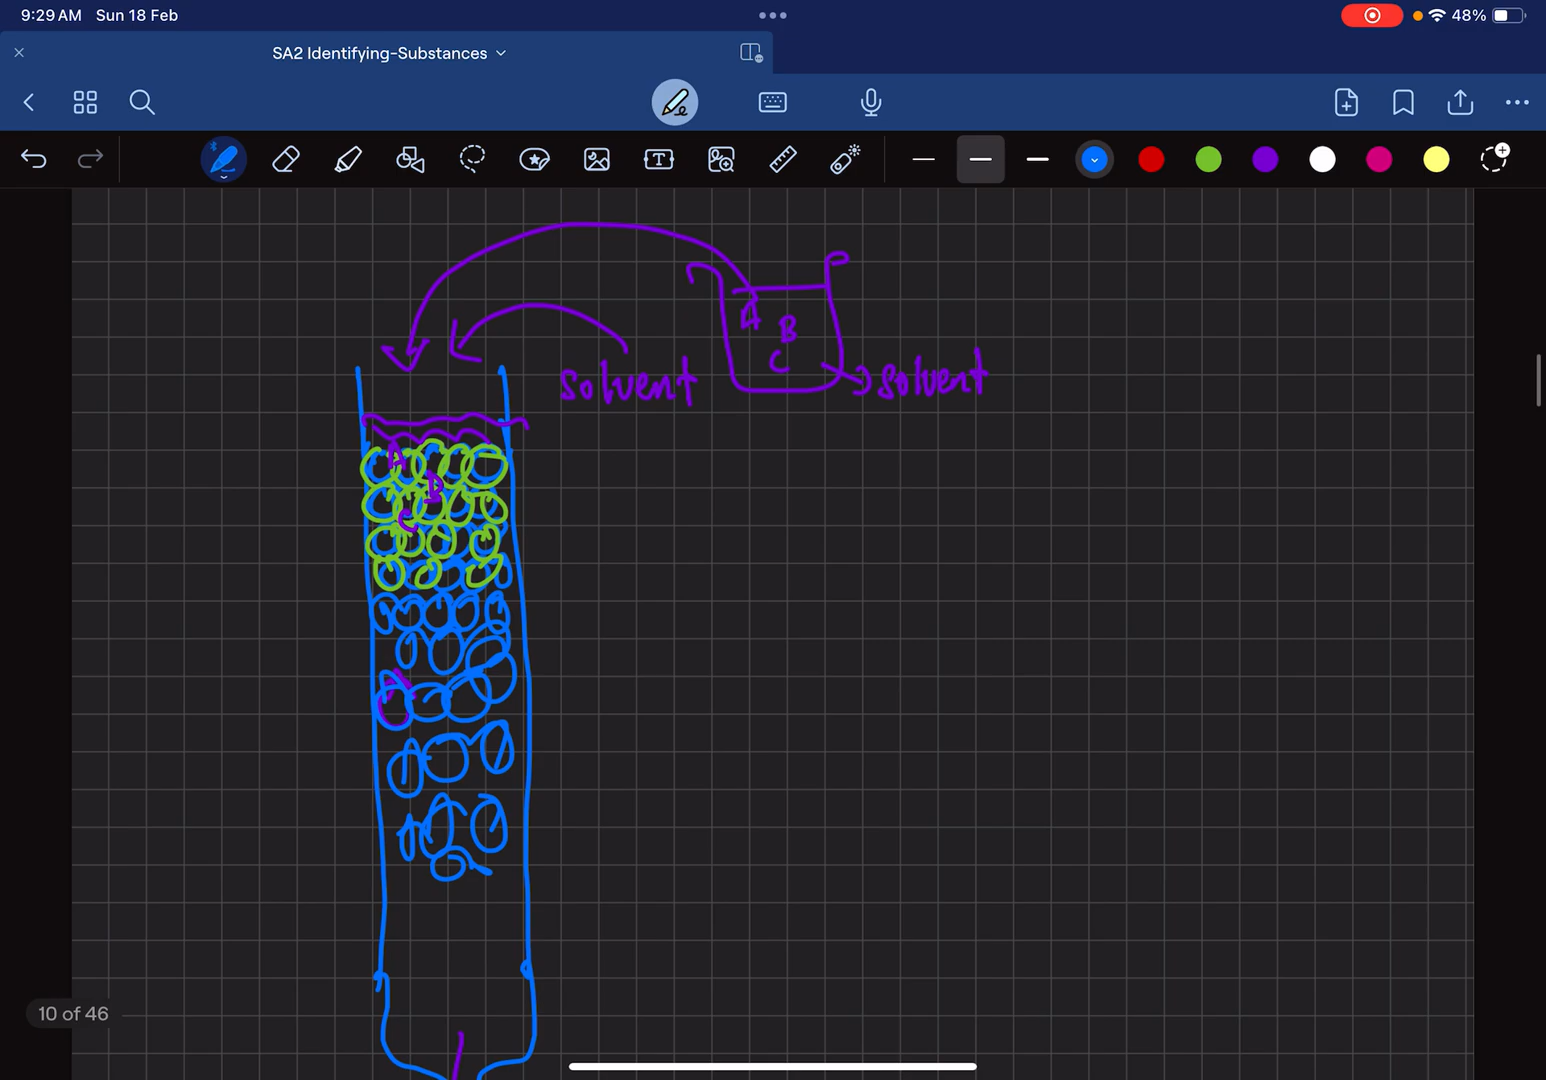 9:29 AM Sun 18 Feb
48%
SA2 Identifying-Substances
T
A
B
C
solvent
solvent
A
B
C
10 of 46